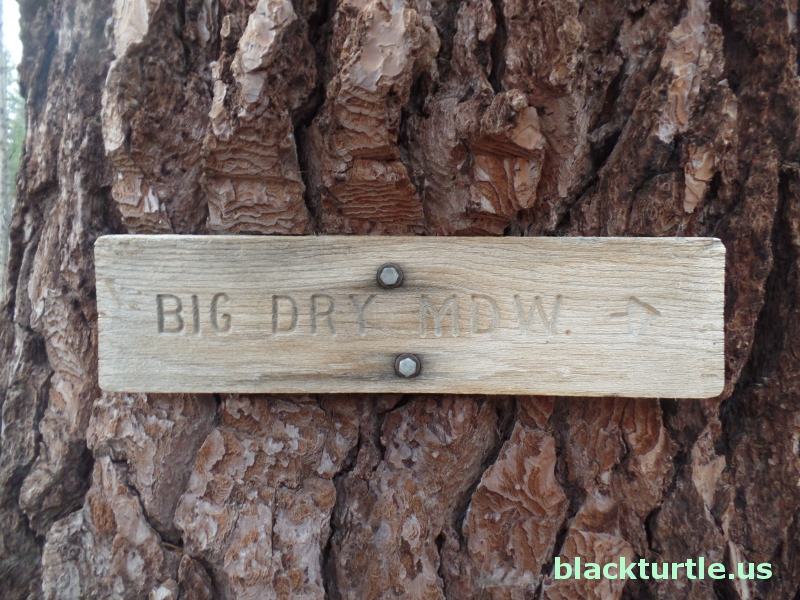 BIG DRY MDW. →
blackturtle.us